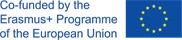 Co-funded by the
Erasmus+ Programme
of the European Union